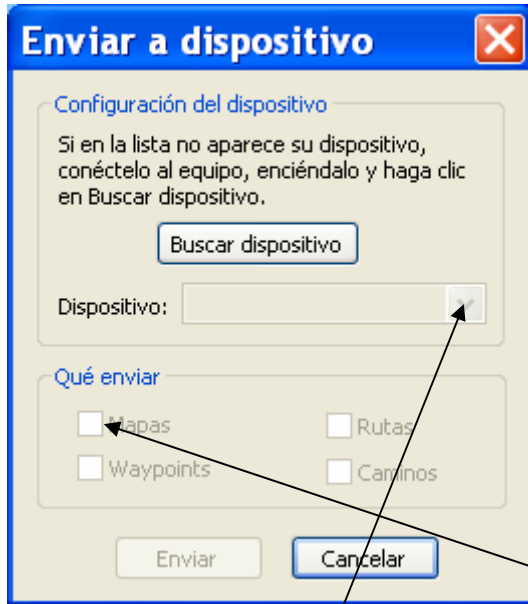 Enviar a dispositivo
Configuración del dispositivo
Si en la lista no aparece su dispositivo,
conéctelo al equipo, enciéndalo y haga clic
en Buscar dispositivo.
Buscar dispositivo
Dispositivo:
Qué enviar
Mapas Rutas
Waypoints Caminos
Enviar Cancelar